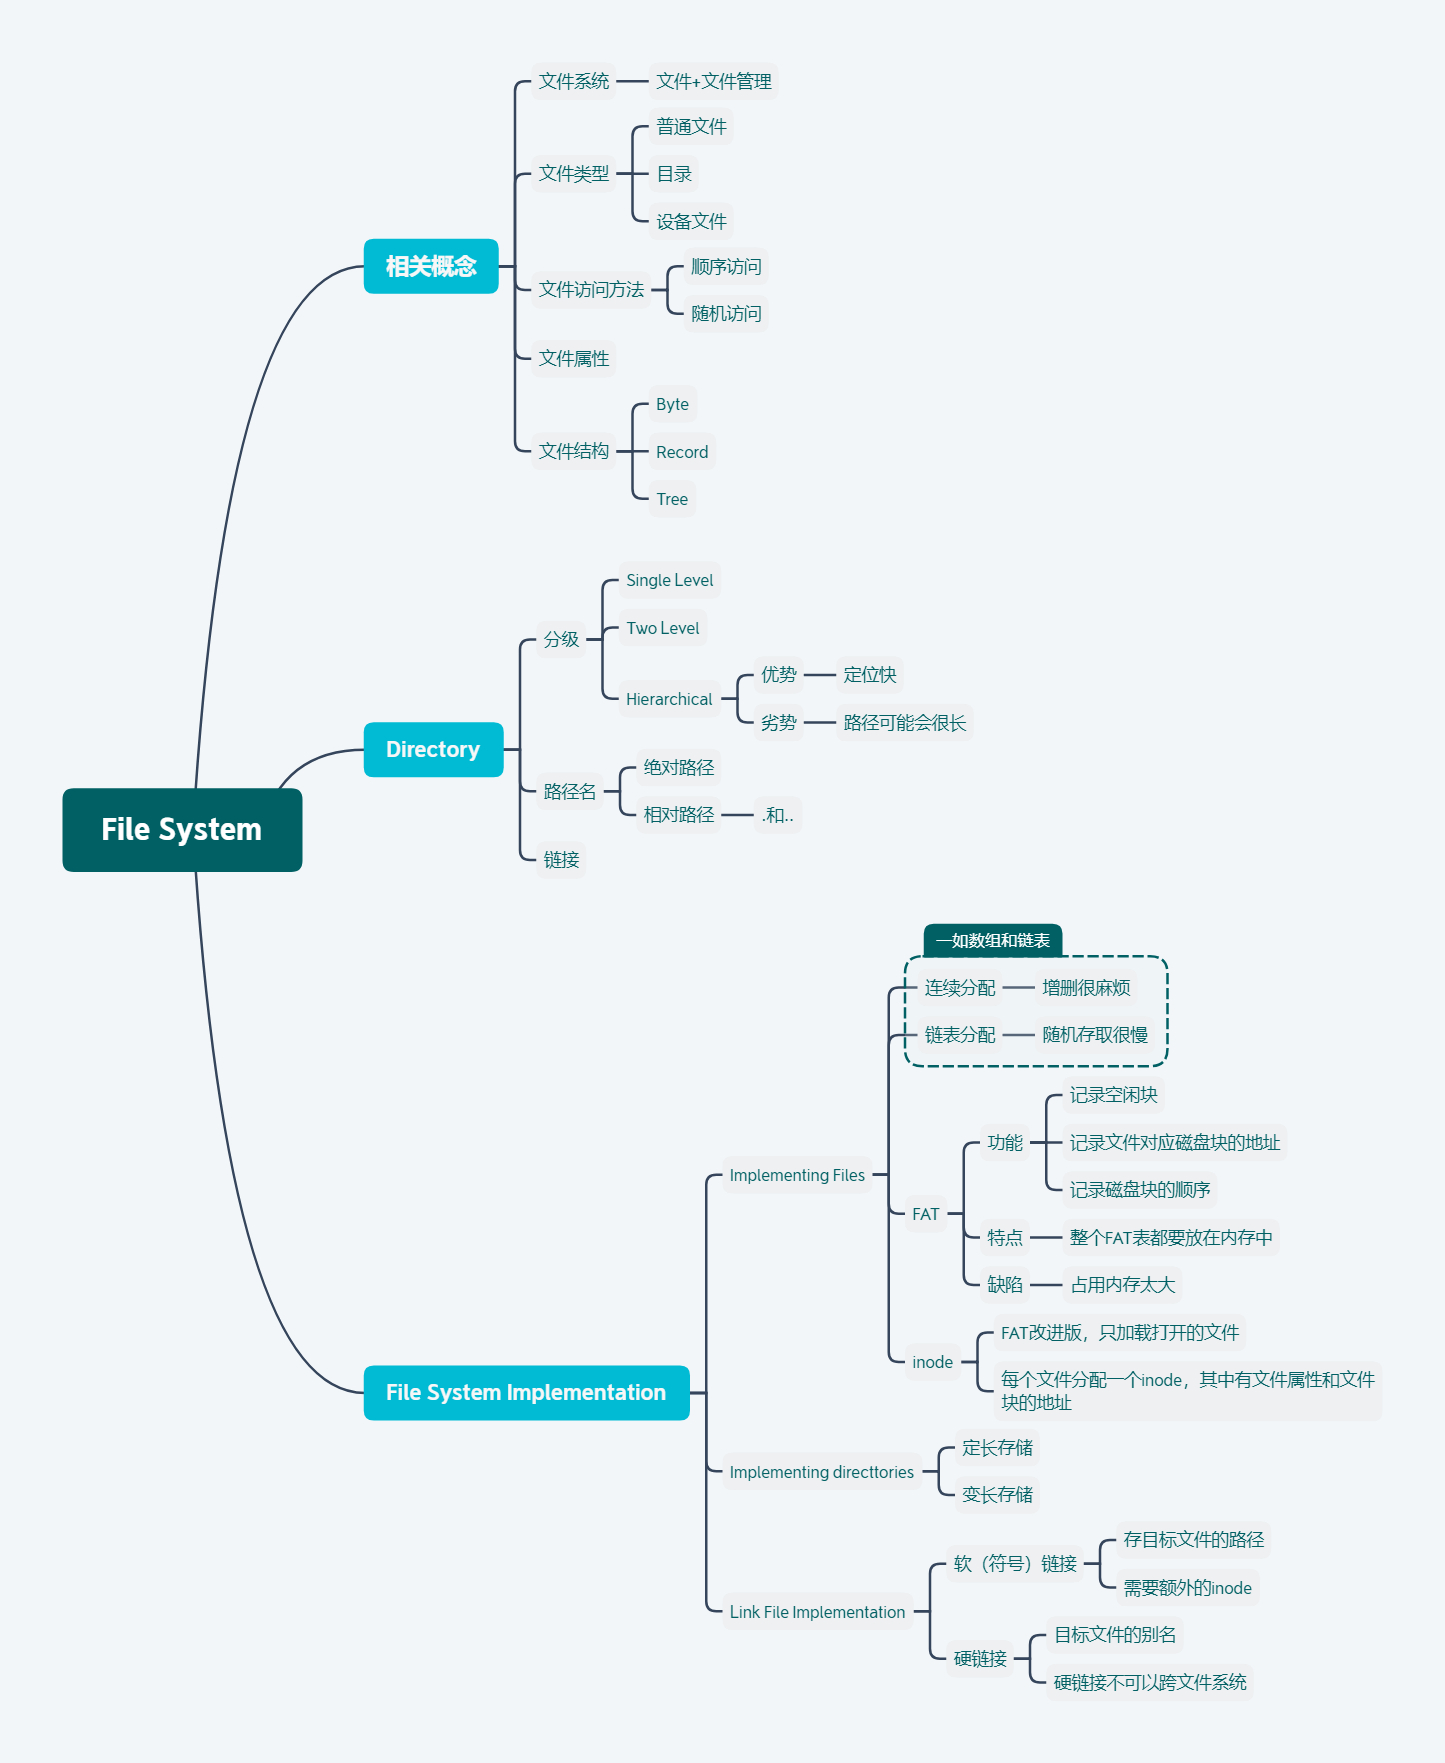 File System
相关概念
文件系统
文件+文件管理
文件类型
普通文件
目录
设备文件
文件访问方法
顺序访问
随机访问
文件属性
文件结构
Byte
Record
Tree
Directory
分级
Single Level
Two Level
Hierarchical
优势
定位快
劣势
路径可能会很长
路径名
绝对路径
相对路径
.和..
链接
File System Implementation
Implementing Files
一如数组和链表
连续分配
增删很麻烦
链表分配
随机存取很慢
FAT
功能
记录空闲块
记录文件对应磁盘块的地址
记录磁盘块的顺序
特点
整个FAT表都要放在内存中
缺陷
占用内存太大
inode
FAT改进版，只加载打开的文件
每个文件分配一个inode，其中有文件属性和文件
块的地址
Implementing directtories
定长存储
变长存储
Link File Implementation
软（符号）链接
存目标文件的路径
需要额外的inode
硬链接
目标文件的别名
硬链接不可以跨文件系统